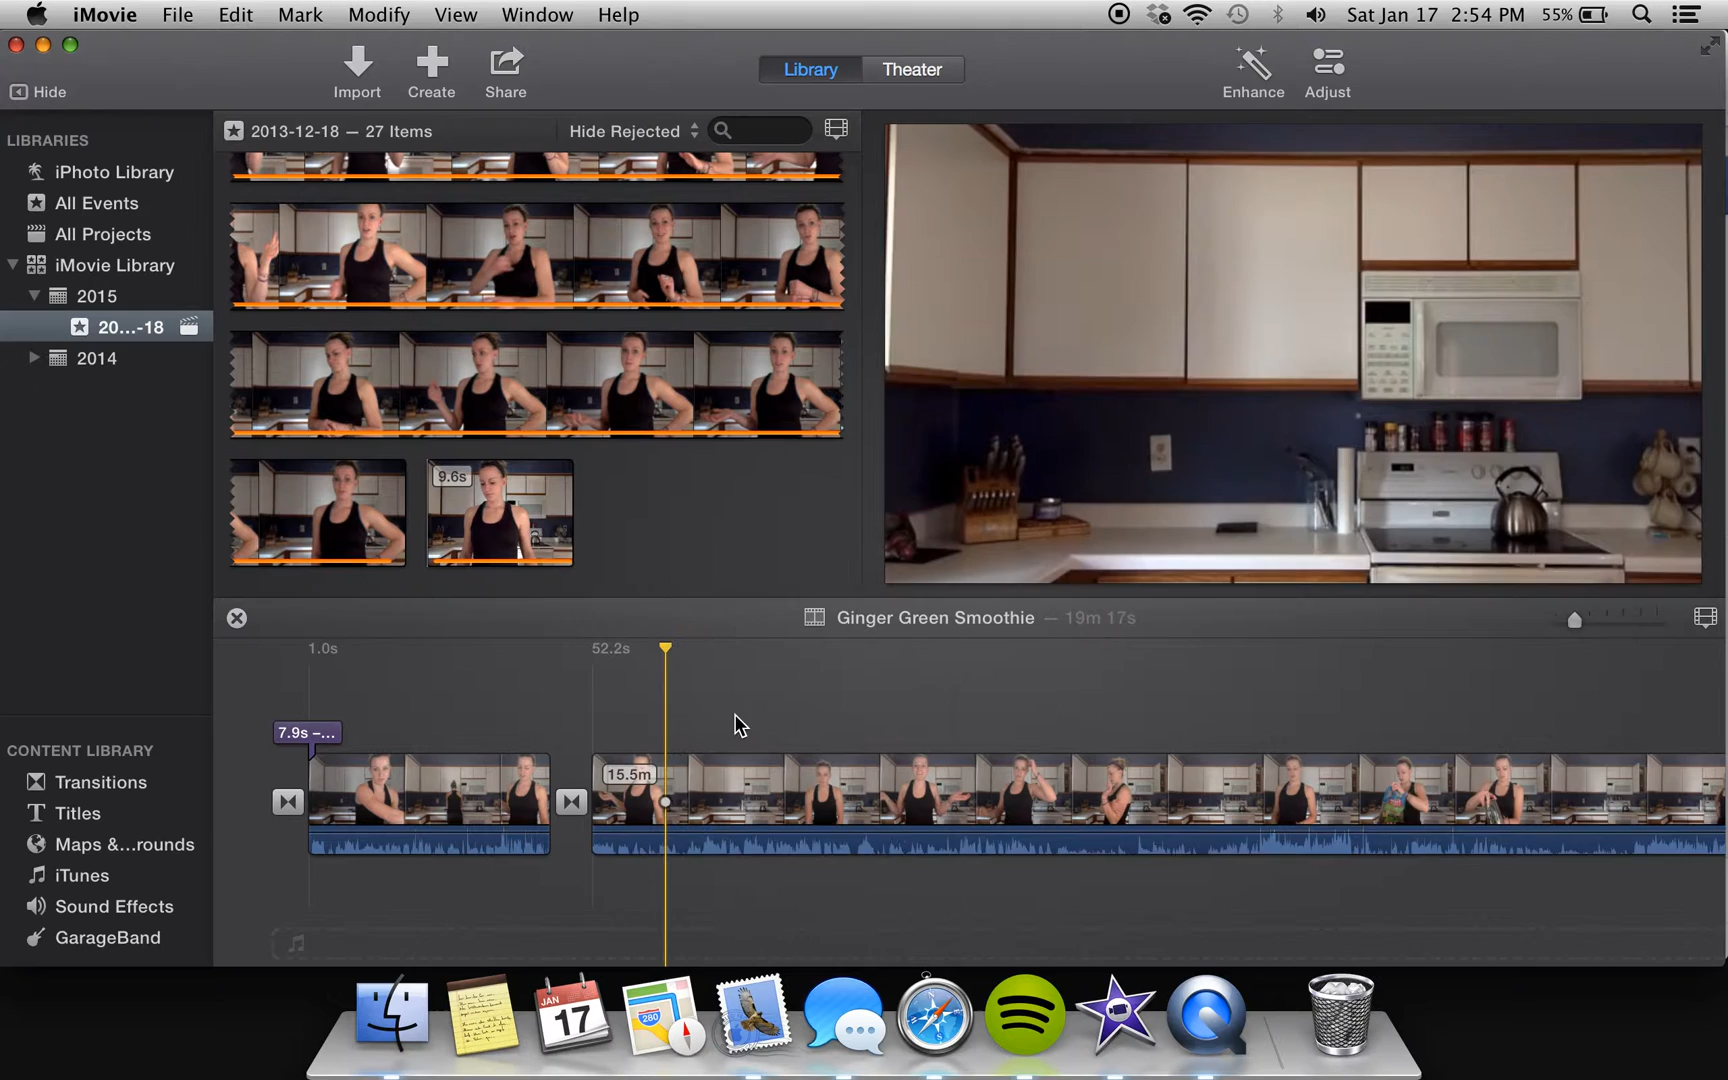 iMovie File Edit Mark Modify View Window Help Sat Jan 17 2:54 PM 55%
Hide Import Create Share Library Theater Enhance Adjust
LIBRARIES
iPhoto Library
All Events
All Projects
iMovie Library
2015
20...-18
2014
2013-12-18 — 27 Items Hide Rejected
9.6s
Ginger Green Smoothie — 19m 17s
1.0s 52.2s
7.9s –...
15.5m
CONTENT LIBRARY
Transitions
T Titles
Maps &...rounds
iTunes
Sound Effects
GarageBand
JAN
17
280